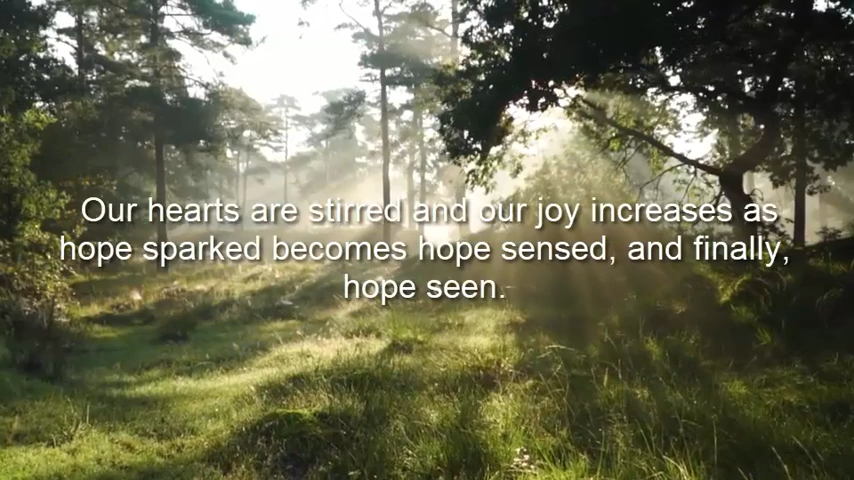 Our hearts are stirred and our joy increases as
hope sparked becomes hope sensed, and finally,
hope seen.